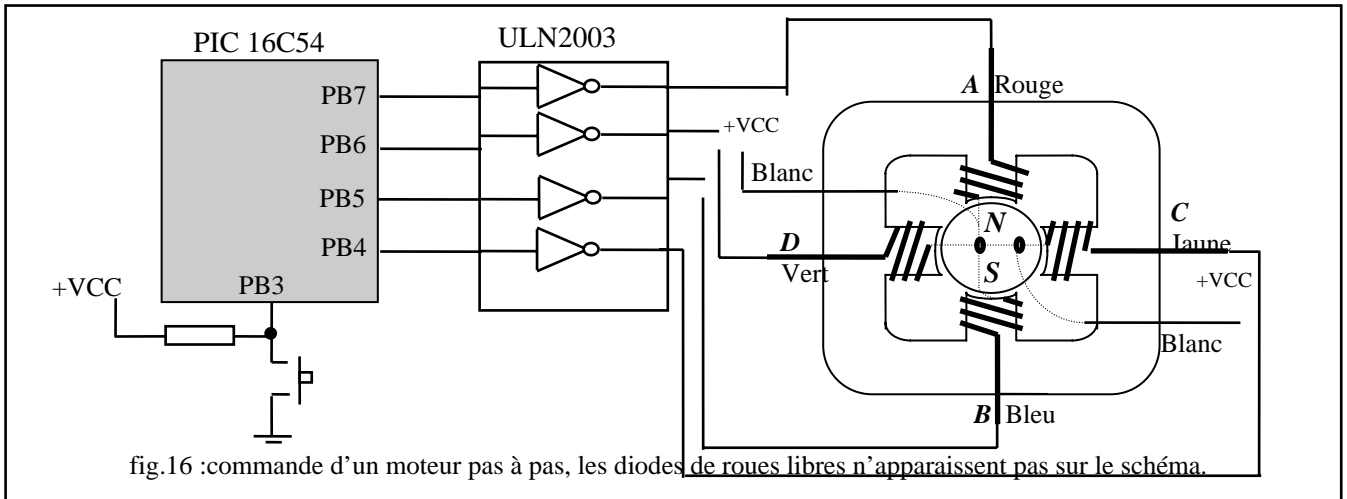 PIC 16C54
ULN2003
PB7
PB6
PB5
PB4
PB3
+VCC
A Rouge
+VCC
Blanc
D
Vert
N
S
C
Jaune
+VCC
Blanc
B Bleu
fig.16 :commande d'un moteur pas à pas, les diodes de roues libres n'apparaissent pas sur le schéma.